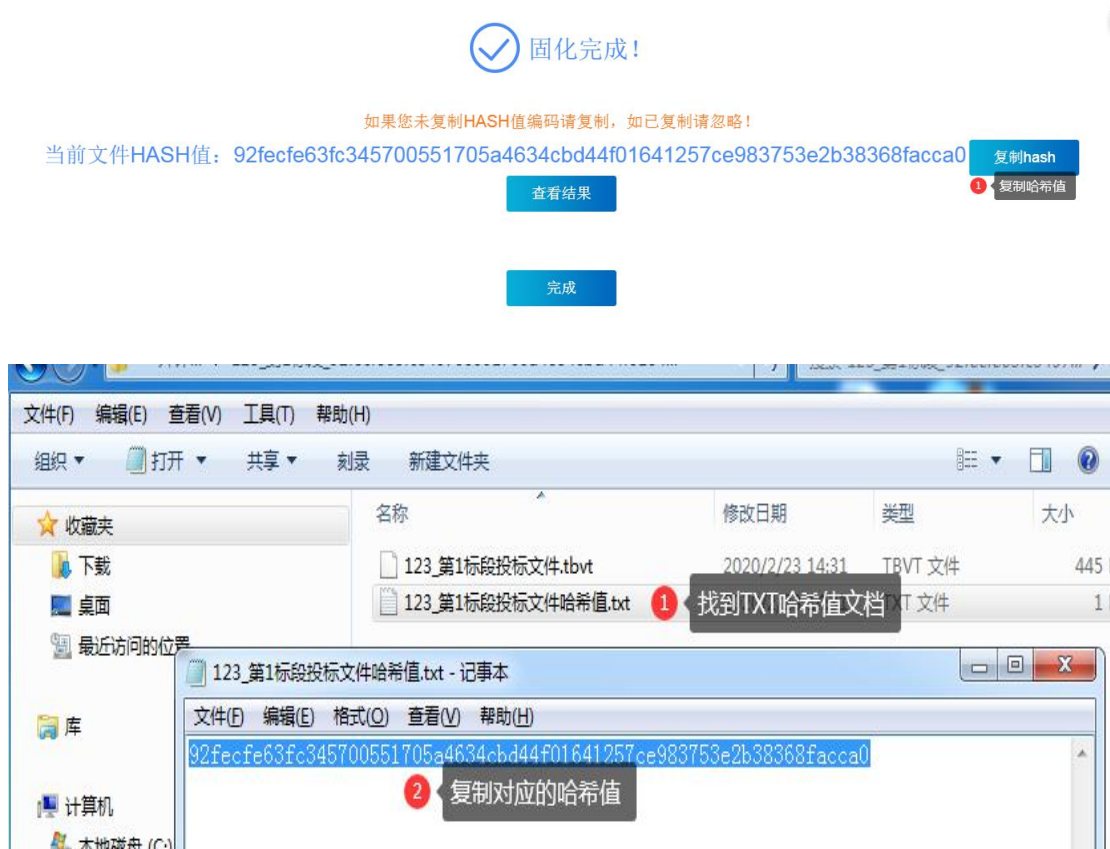 固化完成！
如果您未复制HASH值编码请复制，如已复制请忽略！
当前文件HASH值：92fecfe63fc345700551705a4634cbd44f01641257ce983753e2b38368facca0 复制hash
1 复制哈希值
查看结果
完成
文件(F) 编辑(E) 查看(V) 工具(T) 帮助(H)
组织 打开 共享 刻录 新建文件夹
名称 修改日期 类型 大小
收藏夹
下载
桌面
最近访问的位置
库
计算机
本地磁盘 (C:)
123_第1标段投标文件.tbvt 2020/2/23 14:31 TBVT 文件 445
123_第1标段投标文件哈希值.txt 1 找到TXT哈希值文档 TXT 文件 1
123_第1标段投标文件哈希值.txt - 记事本
文件(F) 编辑(E) 格式(O) 查看(V) 帮助(H)
92fecfe63fc345700551705a4634cbd44f01641257ce983753e2b38368facca0
2 复制对应的哈希值